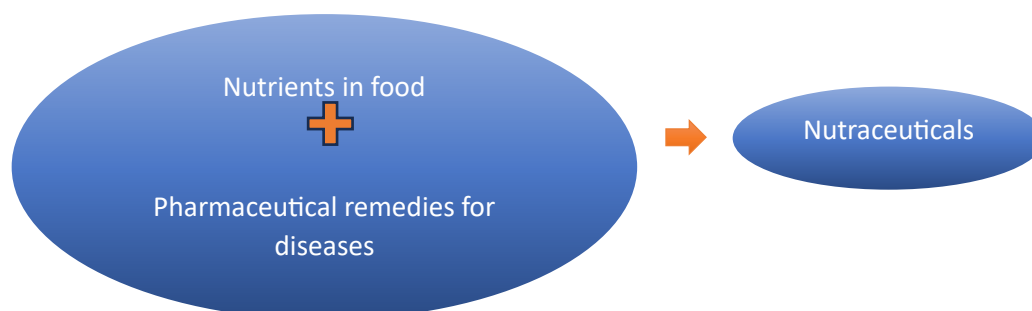 Nutrients in food
Pharmaceutical remedies for
diseases
Nutraceuticals